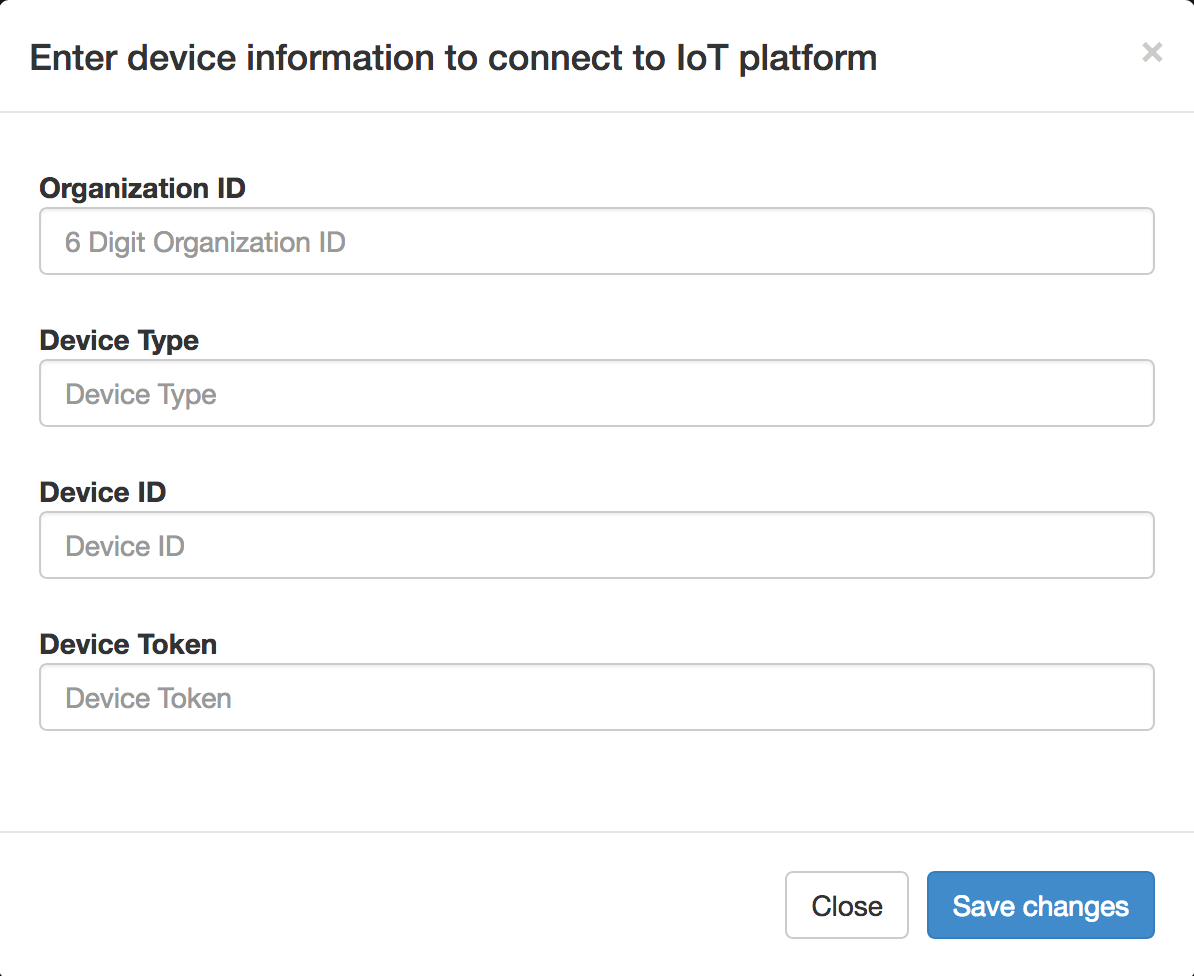 Enter device information to connect to IoT platform
×
Organization ID
6 Digit Organization ID
Device Type
Device Type
Device ID
Device ID
Device Token
Device Token
Close
Save changes